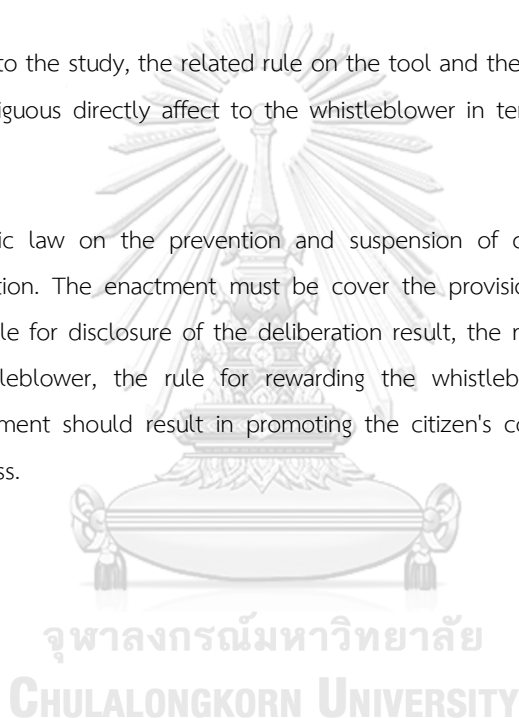 to the study, the related rule on the tool and the
iguous directly affect to the whistleblower in ter
ic law on the prevention and suspension of c
tion. The enactment must be cover the provisio
le for disclosure of the deliberation result, the r
leblower, the rule for rewarding the whistleb
ment should result in promoting the citizen's co
ss.
จุฬาลงกรณ์มหาวิทยาลัย
CHULALONGKORN UNIVERSITY